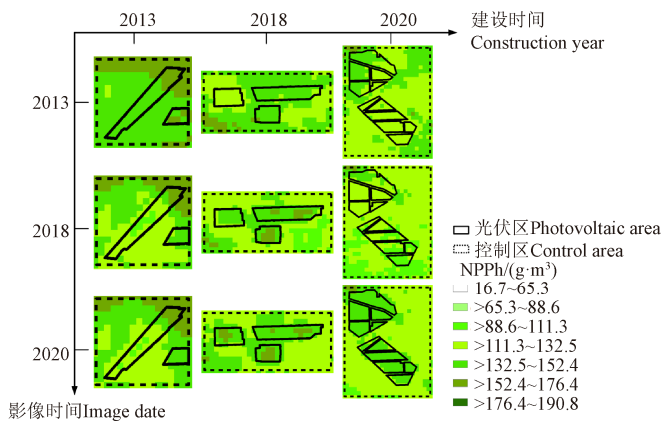 2013 2018 2020 建设时间
Construction year
2013
2018
2020
影像时间Image date
光伏区Photovoltaic area
控制区Control area
NPPh/(g·m³)
16.7~65.3
>65.3~88.6
>88.6~111.3
>111.3~132.5
>132.5~152.4
>152.4~176.4
>176.4~190.8